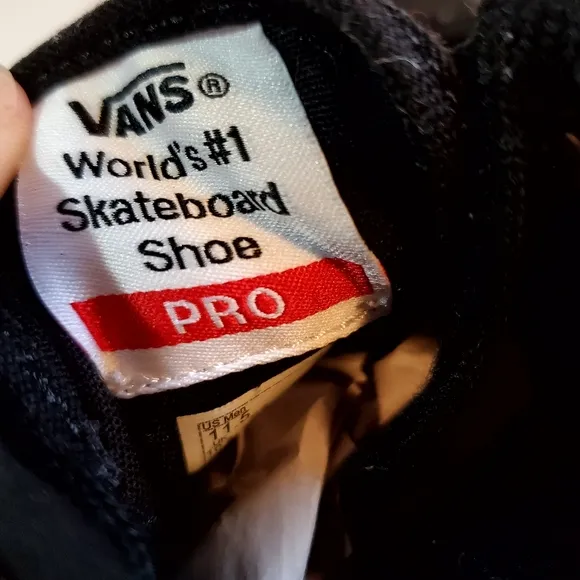 VANS®
World's #1
Skateboard
Shoe
PRO
US Men
11.5